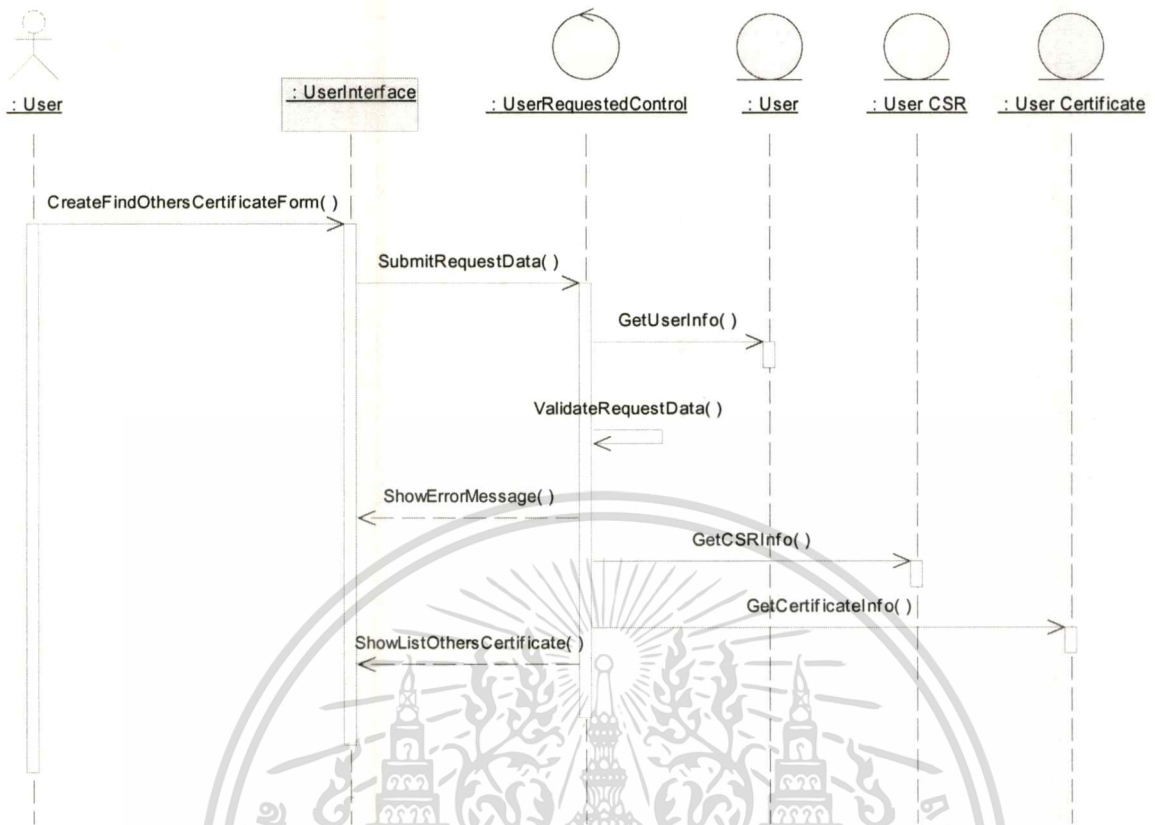 : User
: UserInterface
: UserRequestedControl
: User
: User CSR
: User Certificate
CreateFindOthersCertificateForm( )
SubmitRequestData( )
GetUserInfo( )
ValidateRequestData( )
ShowErrorMessage( )
GetCSRInfo( )
GetCertificateInfo( )
ShowListOthersCertificate( )